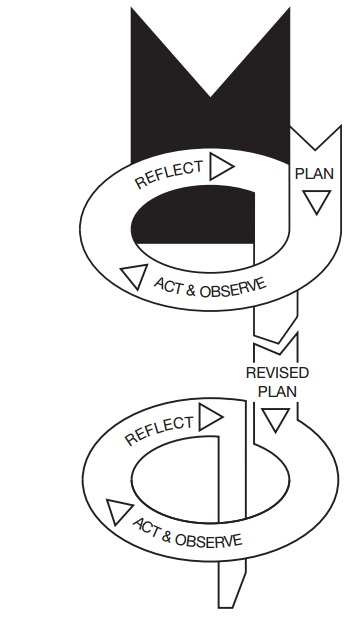 REFLECT
PLAN
ACT & OBSERVE
REVISED
PLAN
REFLECT
ACT & OBSERVE